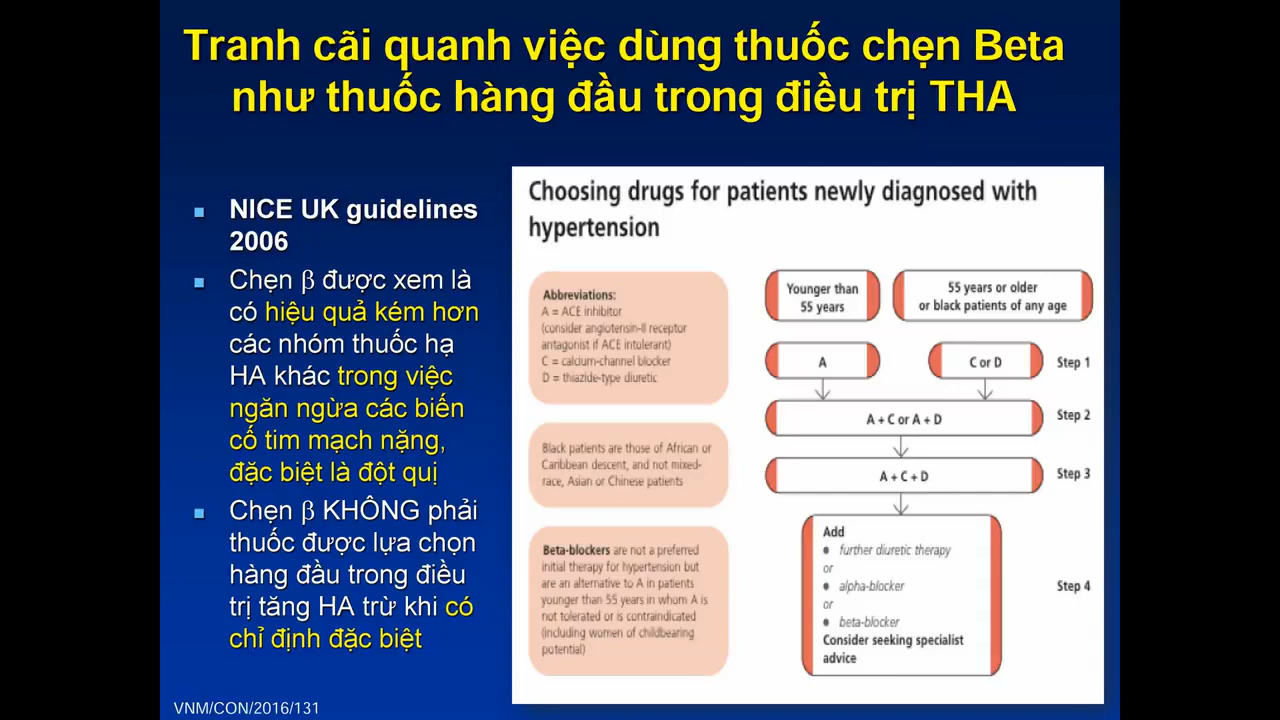 Tranh cãi quanh việc dùng thuốc chẹn Beta
như thuốc hàng đầu trong điều trị THA
NICE UK guidelines
2006
Chẹn β được xem là
có hiệu quả kém hơn
các nhóm thuốc hạ
HA khác trong việc
ngăn ngừa các biến
cố tim mạch nặng,
đặc biệt là đột quị
Chẹn β KHÔNG phải
thuốc được lựa chọn
hàng đầu trong điều
trị tăng HA trừ khi có
chỉ định đặc biệt
Choosing drugs for patients newly diagnosed with
hypertension
Abbreviations:
A = ACE inhibitor
(consider angiotensin-II receptor
antagonist if ACE intolerant)
C = calcium-channel blocker
D = thiazide-type diuretic
Black patients are those of African or
Caribbean descent, and not mixed-
race, Asian or Chinese patients
Beta-blockers are not a preferred
initial therapy for hypertension but
are an alternative to A in patients
younger than 55 years in whom A is
not tolerated or is contraindicated
(including women of childbearing
potential)
Younger than
55 years
55 years or older
or black patients of any age
A
C or D
Step 1
A + C or A + D
Step 2
A + C + D
Step 3
Add
• further diuretic therapy
or
• alpha-blocker
or
• beta-blocker
Consider seeking specialist
advice
Step 4
VNM/CON/2016/131